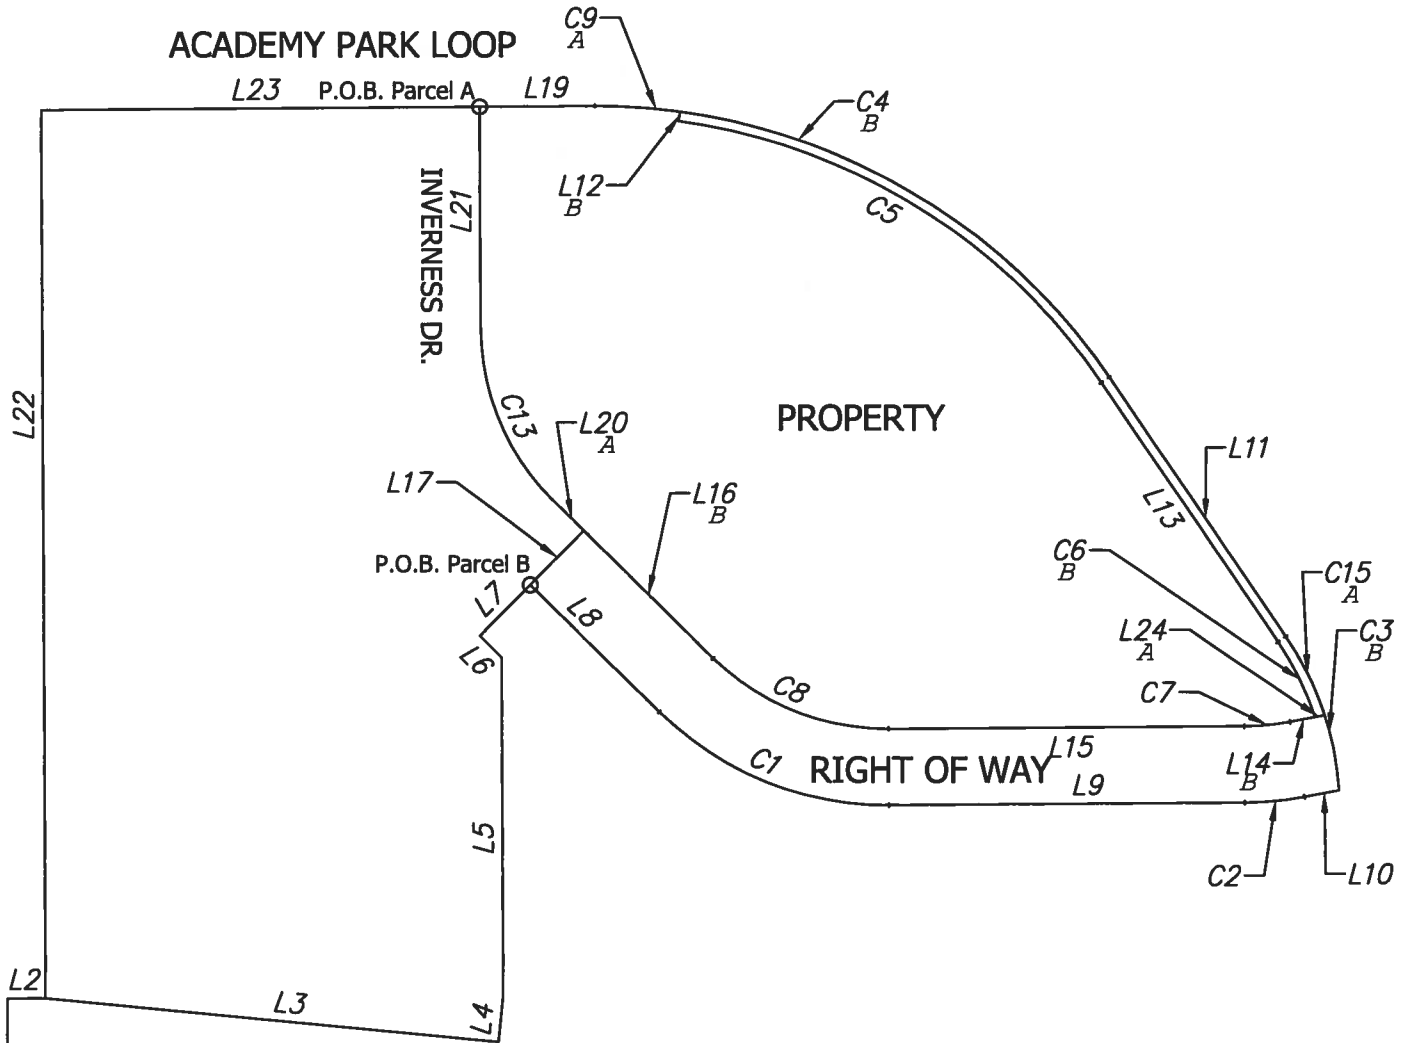 C9
A
ACADEMY PARK LOOP
L23
P.O.B. Parcel A
L19
C4
B
L12
B
C5
L21
INVERNESS DR.
L22
C13
L20
A
PROPERTY
L17
L16
B
L11
L13
P.O.B. Parcel B
L7
L8
L6
C6
B
C15
A
L24
A
C3
B
C8
C7
C1
RIGHT OF WAY
L15
L14
B
L9
L5
C2
L10
L2
L3
L4